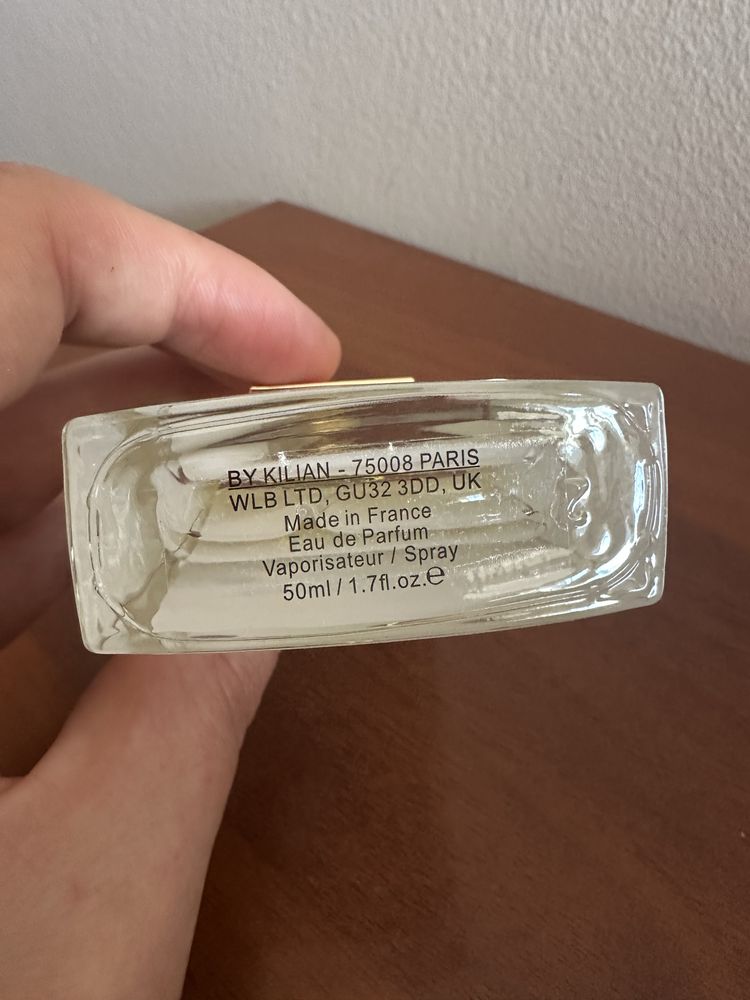 BY KILIAN - 75008 PARIS
WLB LTD, GU32 3DD, UK
Made in France
Eau de Parfum
Vaporisateur / Spray
50ml / 1.7fl.oz.℮